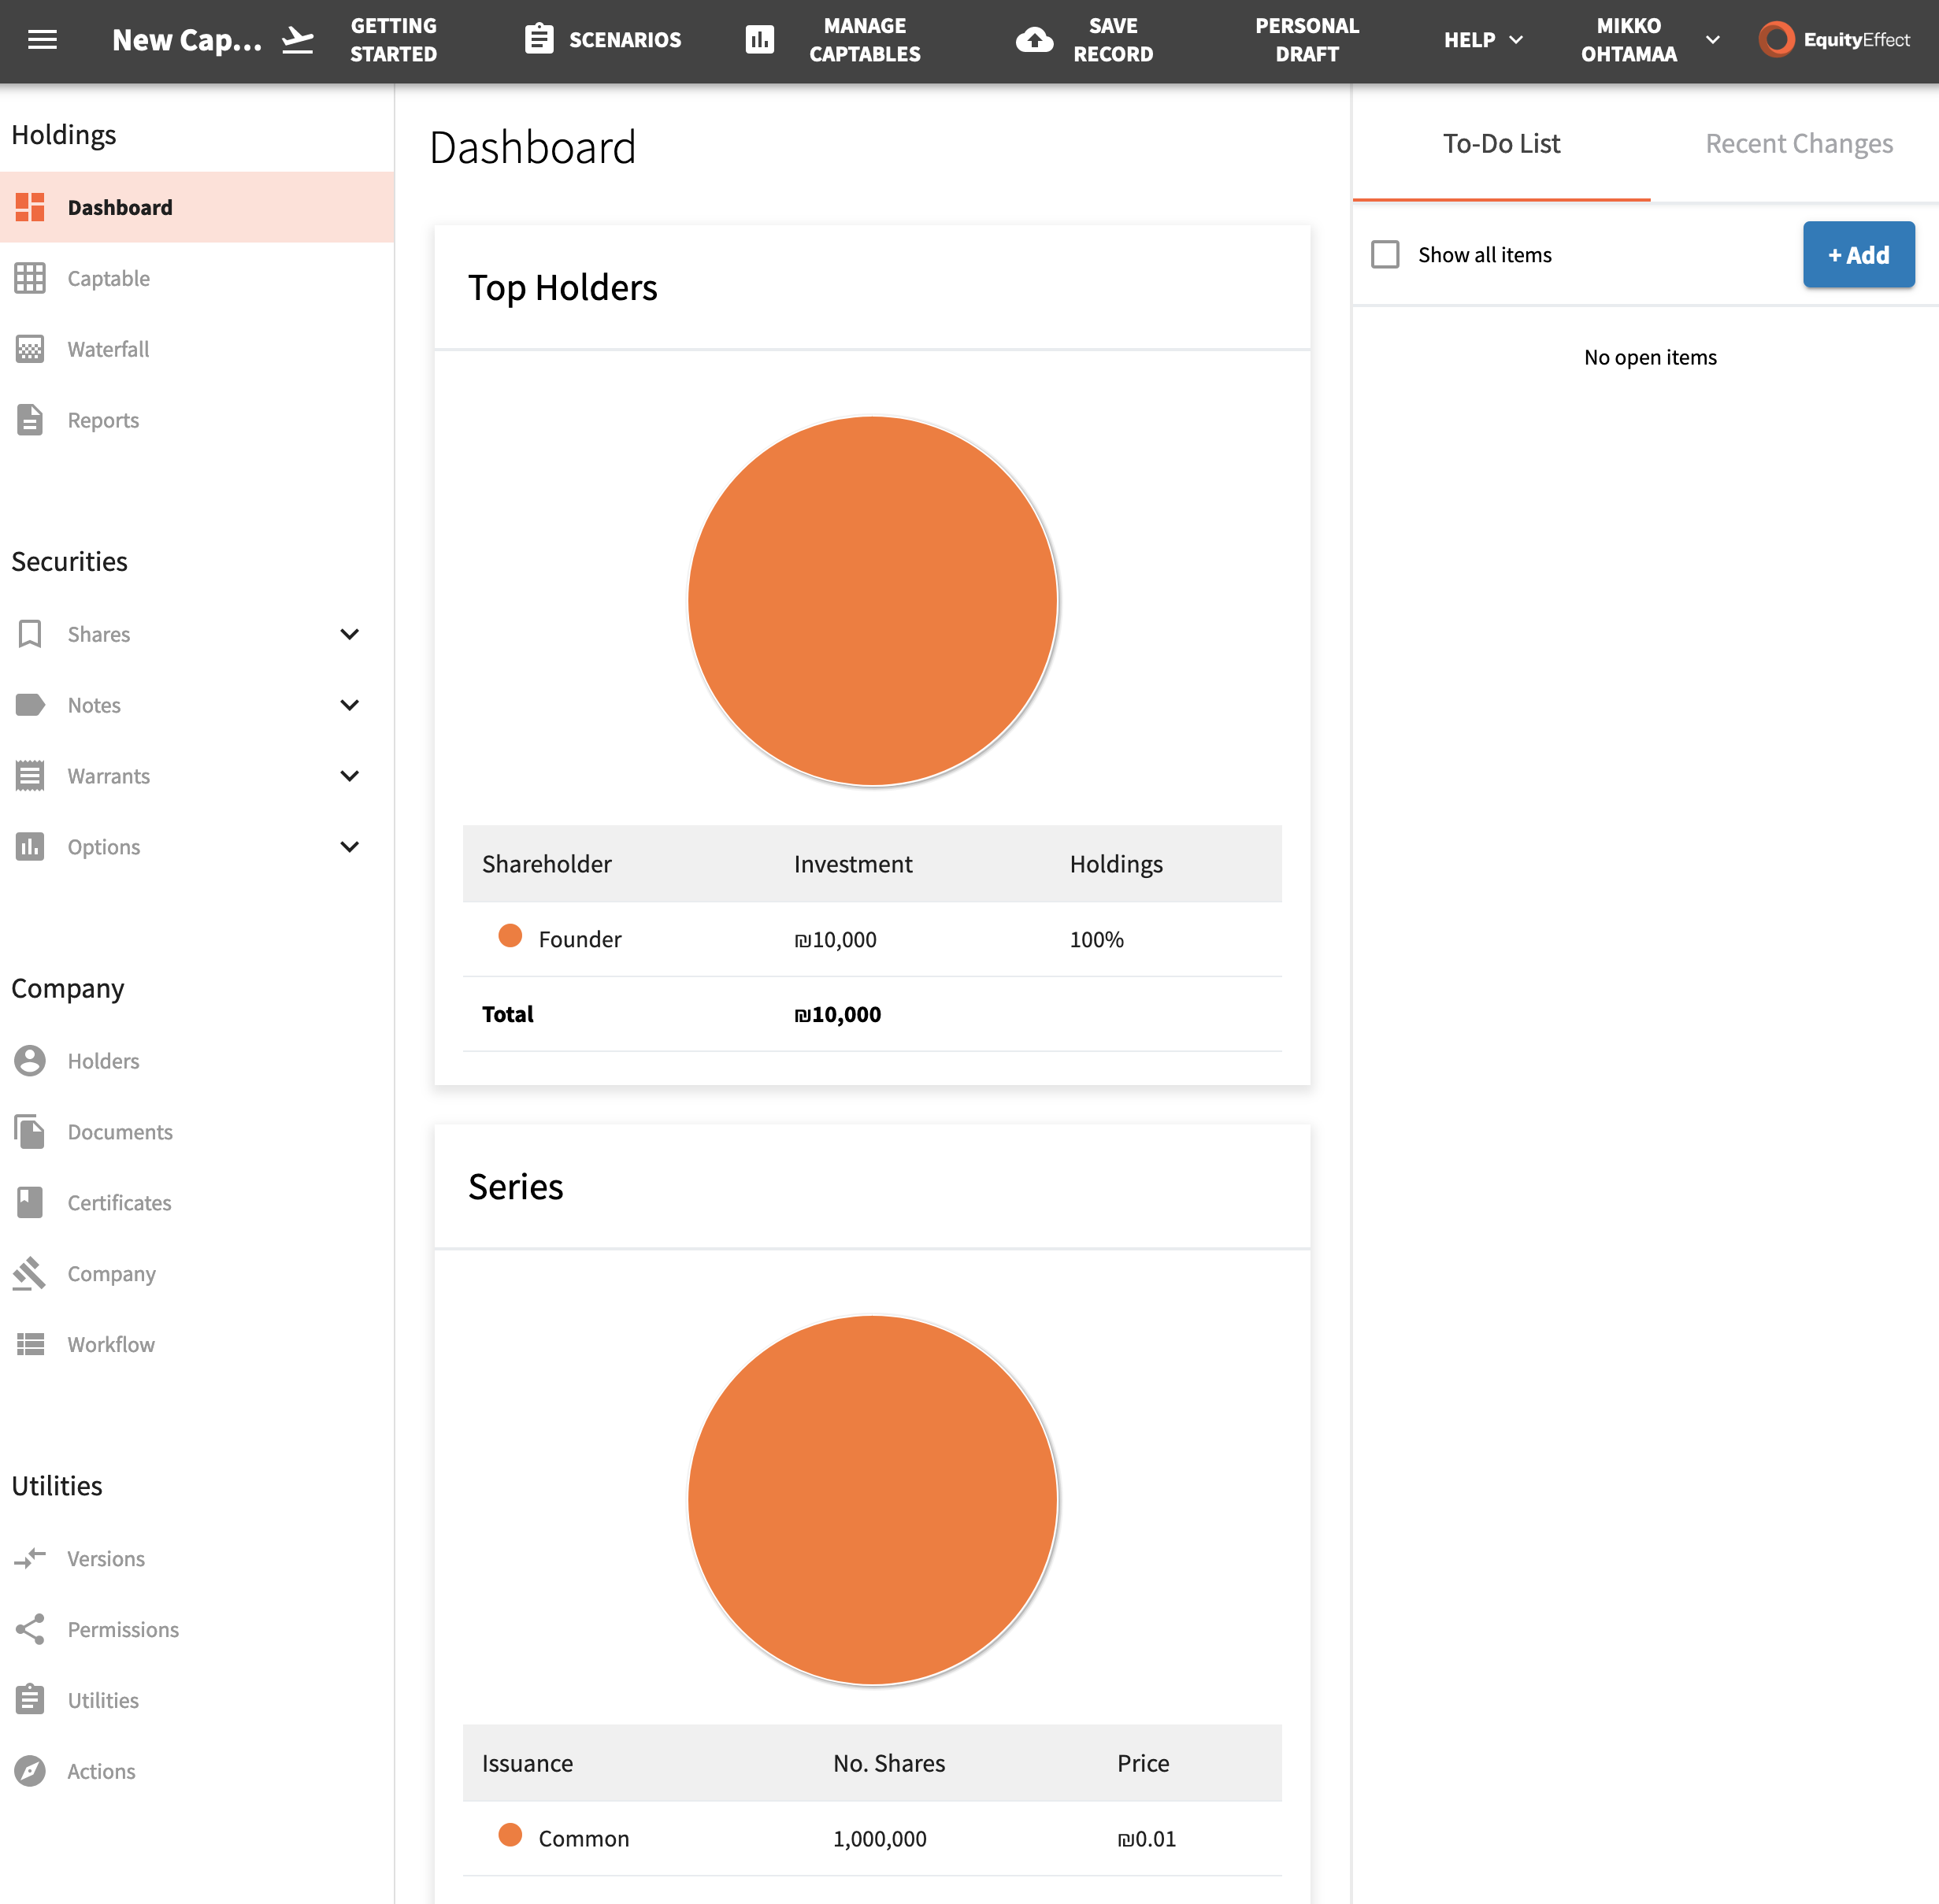 New Cap...
GETTING
STARTED
SCENARIOS
MANAGE
CAPTABLES
SAVE
RECORD
PERSONAL
DRAFT
HELP
MIKKO
OHTAMAA
EquityEffect
Holdings
Dashboard
Captable
Waterfall
Reports
Securities
Shares
Notes
Warrants
Options
Company
Holders
Documents
Certificates
Company
Workflow
Utilities
Versions
Permissions
Utilities
Actions
Dashboard
Top Holders
Shareholder Investment Holdings
Founder ₪10,000 100%
Total ₪10,000
Series
Issuance No. Shares Price
Common 1,000,000 ₪0.01
To-Do List Recent Changes
Show all items + Add
No open items